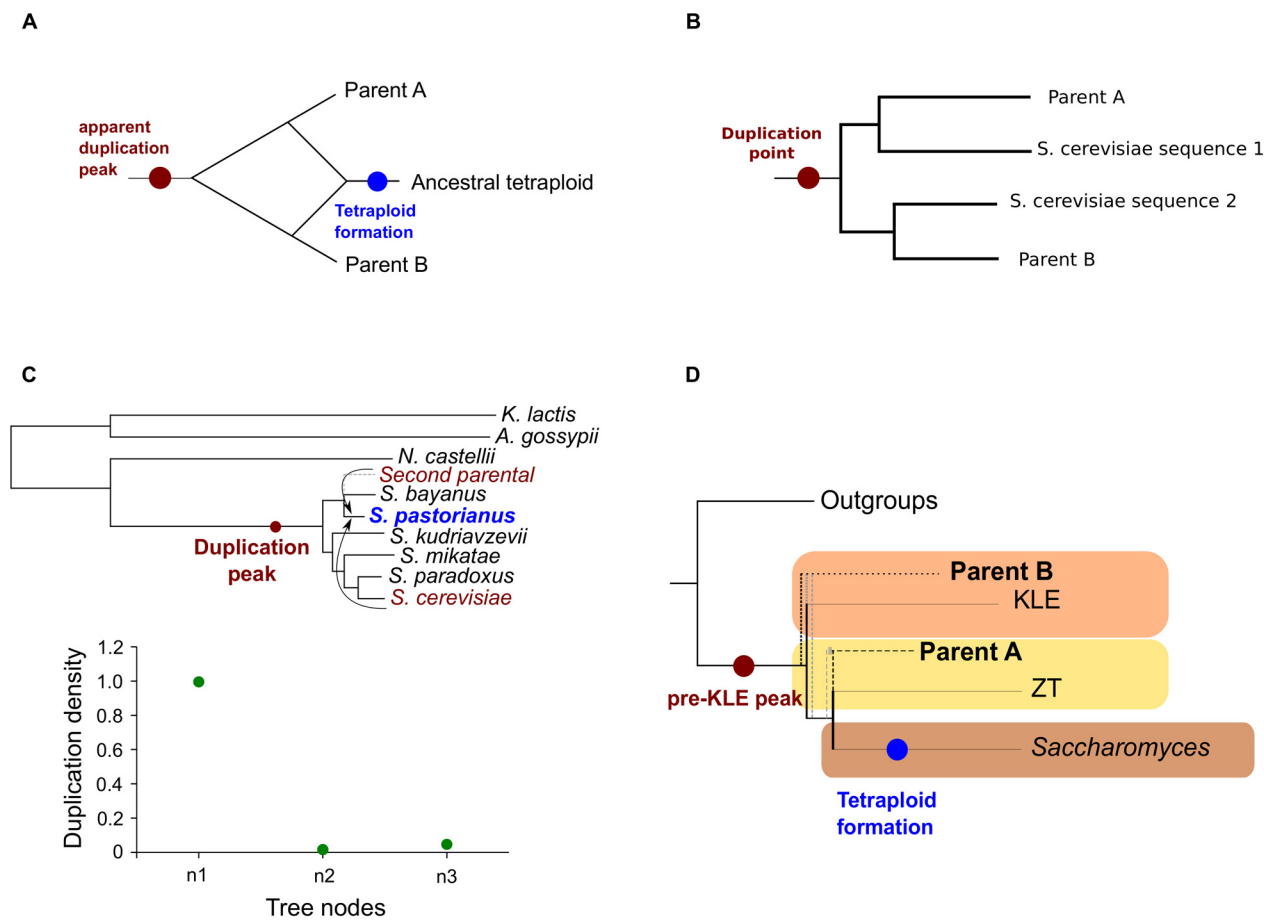 A
Parent A
apparent
duplication
peak
Ancestral tetraploid
Tetraploid
formation
Parent B
B
Parent A
Duplication
point
S. cerevisiae sequence 1
S. cerevisiae sequence 2
Parent B
C
K. lactis
A. gossypii
N. castellii
Second parental
S. bayanus
S. pastorianus
S. kudriavzevii
Duplication
peak
S. mikatae
S. paradoxus
S. cerevisiae
Duplication density
1.2
1.0
0.8
0.6
0.4
0.2
0
n1
n2
n3
Tree nodes
D
Outgroups
Parent B
KLE
Parent A
pre-KLE peak
ZT
Saccharomyces
Tetraploid
formation